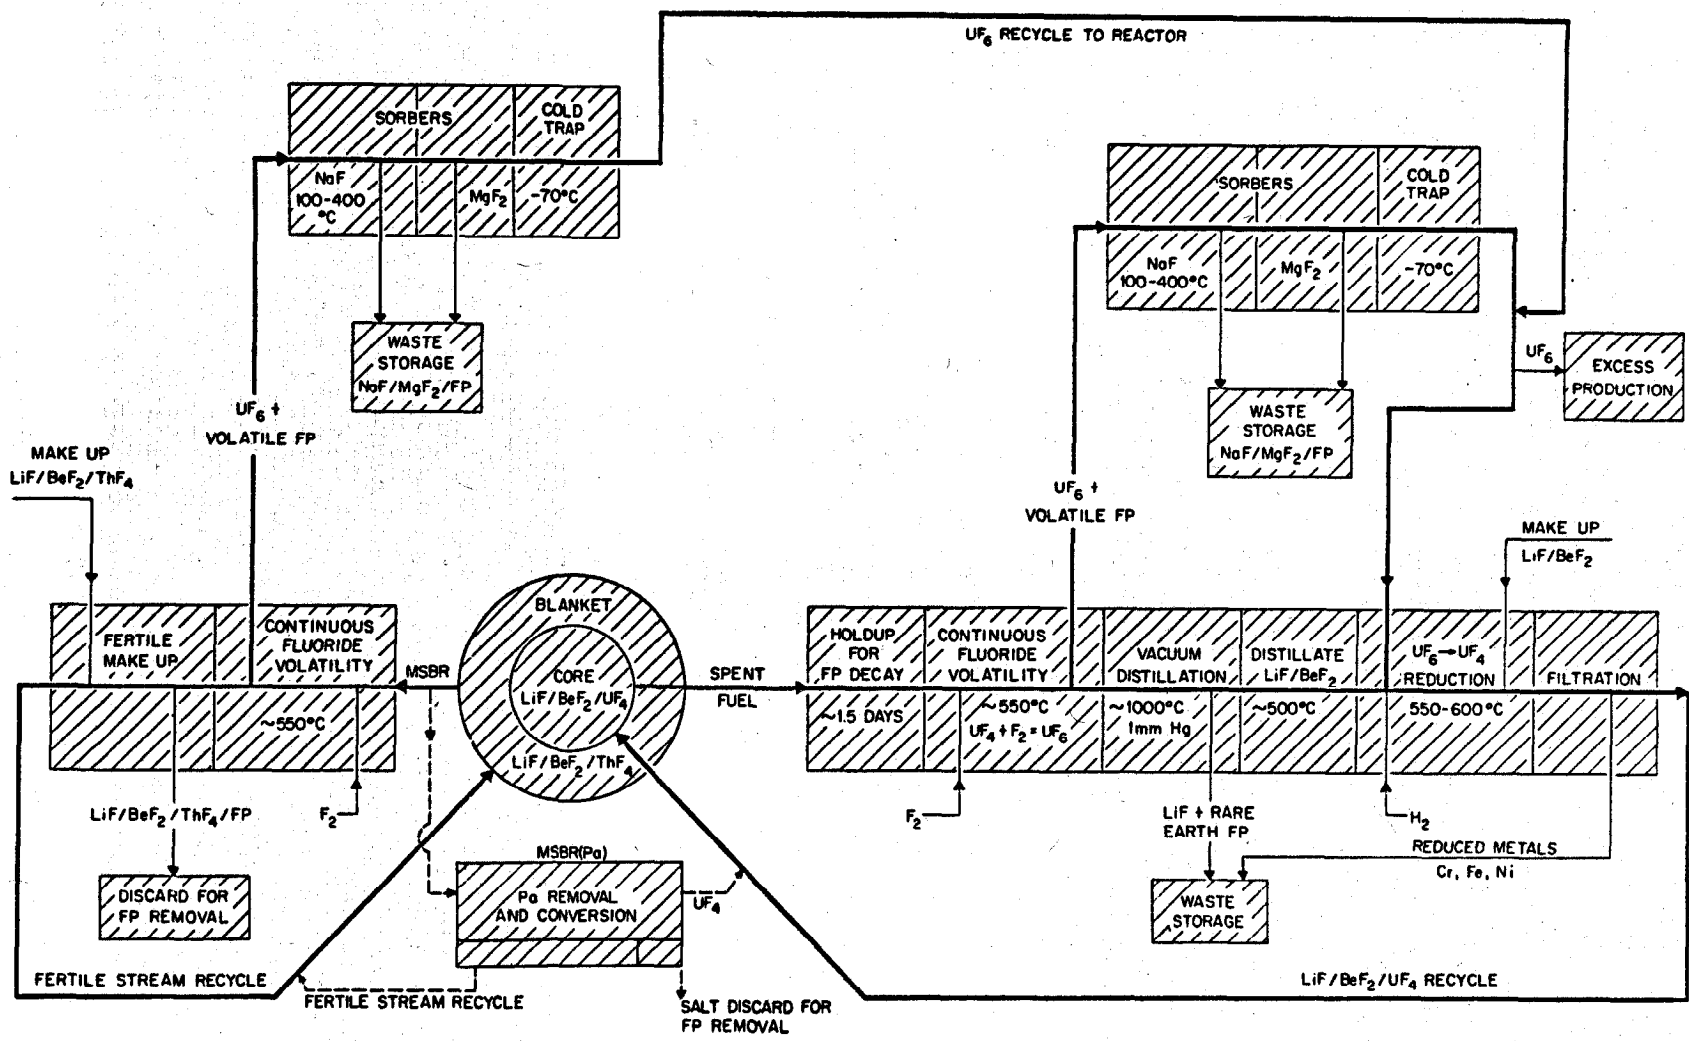 UF6 RECYCLE TO REACTOR
SORBERS
COLD
TRAP
NaF
100-400
°C
MgF2
-70°C
WASTE
STORAGE
NaF/MgF2/FP
UF6 +
VOLATILE FP
MAKE UP
LiF/BeF2/ThF4
SORBERS
COLD
TRAP
NaF
100-400°C
MgF2
-70°C
UF6
EXCESS
PRODUCTION
WASTE
STORAGE
NaF/MgF2/FP
UF6 +
VOLATILE FP
MAKE UP
LiF/BeF2
FERTILE
MAKE UP
CONTINUOUS
FLUORIDE
VOLATILITY
~550°C
MSBR
BLANKET
CORE
LiF/BeF2/UF4
LiF/BeF2/ThF4
SPENT
FUEL
HOLDUP
FOR
FP DECAY
~1.5 DAYS
CONTINUOUS
FLUORIDE
VOLATILITY
~550°C
UF4 + F2 = UF6
VACUUM
DISTILLATION
~1000°C
1mm Hg
DISTILLATE
LiF/BeF2
~500°C
UF6→UF4
REDUCTION
550-600°C
FILTRATION
LiF/BeF2/ThF4/FP
F2
DISCARD FOR
FP REMOVAL
FERTILE STREAM RECYCLE
MSBR(Pa)
Pa REMOVAL
AND CONVERSION
UF4
FERTILE STREAM RECYCLE
SALT DISCARD FOR
FP REMOVAL
F2
LiF + RARE
EARTH FP
H2
REDUCED METALS
Cr, Fe, Ni
WASTE
STORAGE
LiF/BeF2/UF4 RECYCLE